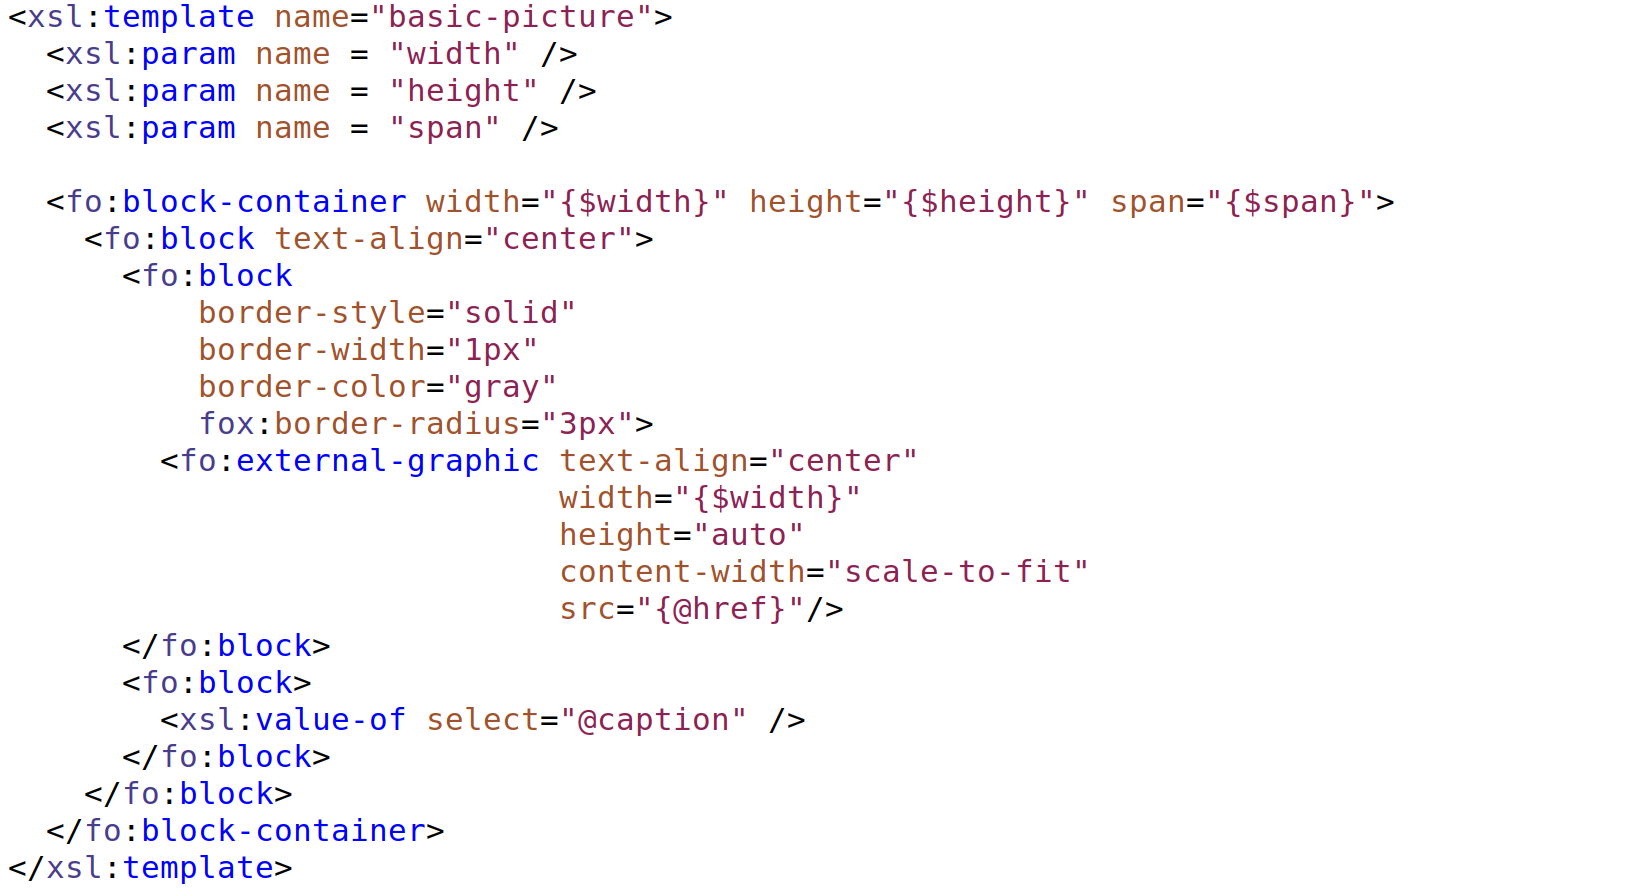 <xsl:template name="basic-picture">
  <xsl:param name = "width" />
  <xsl:param name = "height" />
  <xsl:param name = "span" />

  <fo:block-container width="{$width}" height="{$height}" span="{$span}">
    <fo:block text-align="center">
      <fo:block
          border-style="solid"
          border-width="1px"
          border-color="gray"
          fox:border-radius="3px">
        <fo:external-graphic text-align="center"
                             width="{$width}"
                             height="auto"
                             content-width="scale-to-fit"
                             src="{@href}"/>
      </fo:block>
      <fo:block>
        <xsl:value-of select="@caption" />
      </fo:block>
    </fo:block>
  </fo:block-container>
</xsl:template>